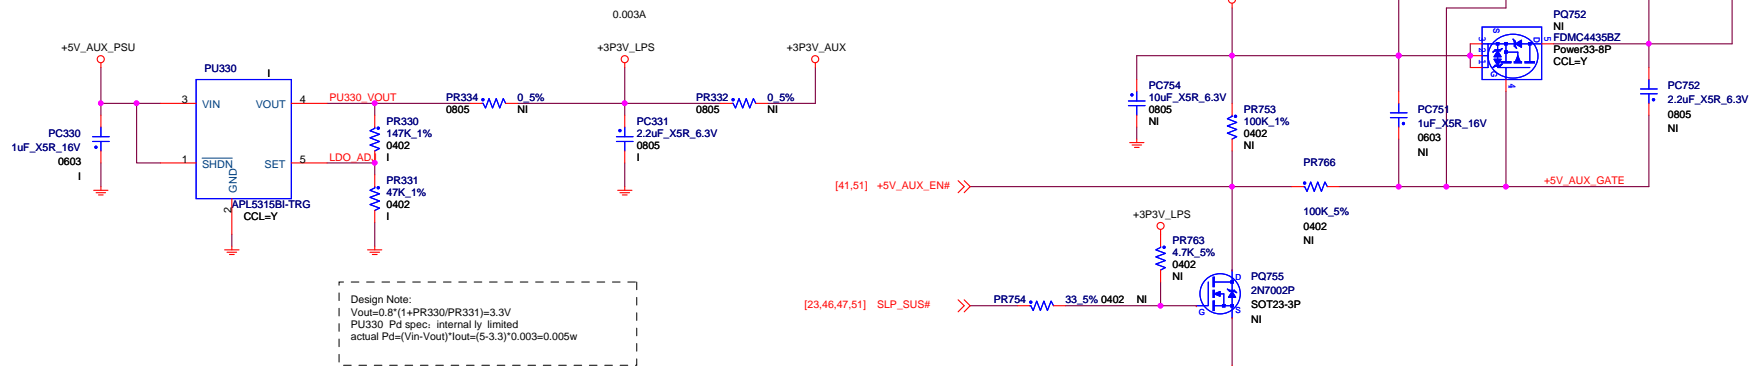 0.003A
+5V_AUX_PSU
+3P3V_LPS
+3P3V_AUX
PU330
I
3
VIN
VOUT
4
PU330_VOUT
1
SHDN
SET
5
LDO_ADJ
GND
2
APL5315BI-TRG
CCL=Y
PC330
1uF_X5R_16V
0603
I
PR334
0805
0_5%
NI
PR330
147K_1%
0402
I
PR331
47K_1%
0402
I
PC331
2.2uF_X5R_6.3V
0805
I
PR332
0805
0_5%
NI
Design Note:
Vout=0.8*(1+PR330/PR331)=3.3V
PU330 Pd spec: internal ly limited
actual Pd=(Vin-Vout)*Iout=(5-3.3)*0.003=0.005w
PQ752
NI
FDMC4435BZ
Power33-8P
CCL=Y
S
D
G
3
2
1
5
4
PC754
10uF_X5R_6.3V
0805
NI
PR753
100K_1%
0402
NI
PC751
1uF_X5R_16V
0603
NI
PC752
2.2uF_X5R_6.3V
0805
NI
[41,51] +5V_AUX_EN#
PR766
100K_5%
0402
NI
+5V_AUX_GATE
+3P3V_LPS
PR763
4.7K_5%
0402
NI
[23,46,47,51] SLP_SUS#
PR754
33_5% 0402 NI
PQ755
2N7002P
SOT23-3P
NI
D
G
S